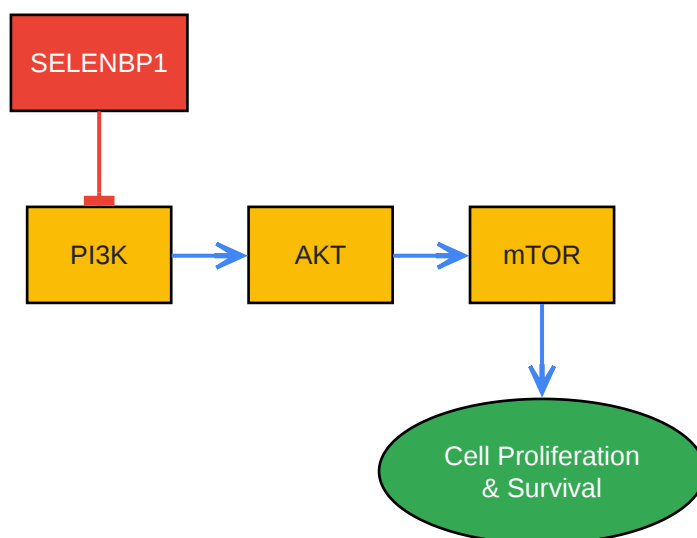 SELENBP1
PI3K
AKT
mTOR
Cell Proliferation
& Survival